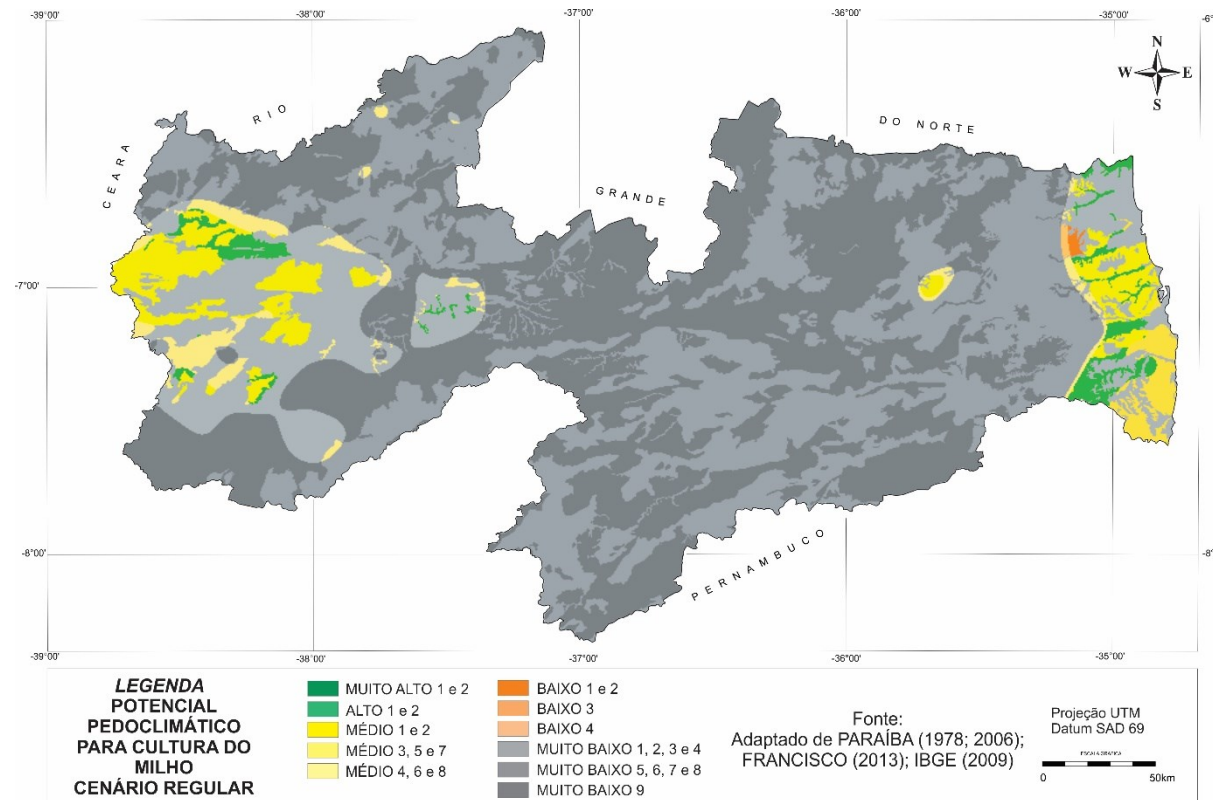 -39°00'
-38°00'
-37°00'
-36°00'
-35°00'
-6°
N
W E
S
RIO
GRANDE
DO NORTE
CEARA
-7°00'
-7°
-8°00'
-8°
PERNAMBUCO
-39°00'
-38°00'
-37°00'
-36°00'
-35°00'
LEGENDA
POTENCIAL
PEDOCLIMÁTICO
PARA CULTURA DO
MILHO
CENÁRIO REGULAR
MUITO ALTO 1 e 2
ALTO 1 e 2
MÉDIO 1 e 2
MÉDIO 3, 5 e 7
MÉDIO 4, 6 e 8
BAIXO 1 e 2
BAIXO 3
BAIXO 4
MUITO BAIXO 1, 2, 3 e 4
MUITO BAIXO 5, 6, 7 e 8
MUITO BAIXO 9
Fonte:
Adaptado de PARAÍBA (1978; 2006);
FRANCISCO (2013); IBGE (2009)
Projeção UTM
Datum SAD 69
ESCALA GRÁFICA
0 50km